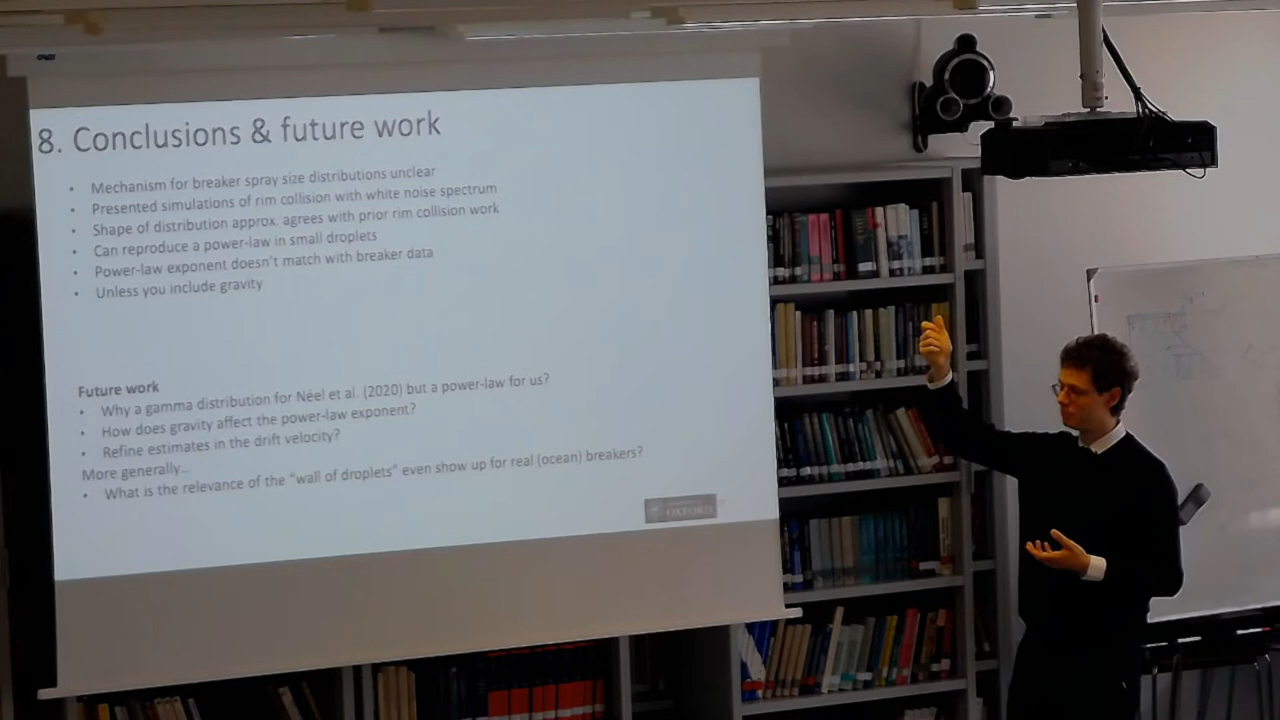 8. Conclusions & future work
• Mechanism for breaker spray size distributions unclear
• Presented simulations of rim collision with white noise spectrum
• Shape of distribution approx. agrees with prior rim collision work
• Can reproduce a power-law in small droplets
• Power-law exponent doesn't match with breaker data
• Unless you include gravity
Future work
• Why a gamma distribution for Néel et al. (2020) but a power-law for us?
• How does gravity affect the power-law exponent?
• Refine estimates in the drift velocity?
More generally...
• What is the relevance of the "wall of droplets" even show up for real (ocean) breakers?
OXFORD